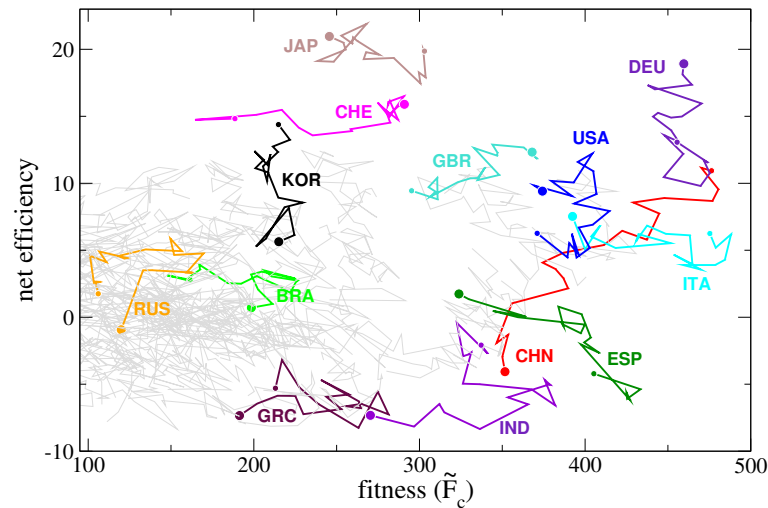 20
10
0
-10
100
200
300
400
500
net efficiency
fitness (F̃c)
JAP
DEU
CHE
USA
GBR
KOR
ITA
BRA
RUS
CHN
ESP
GRC
IND